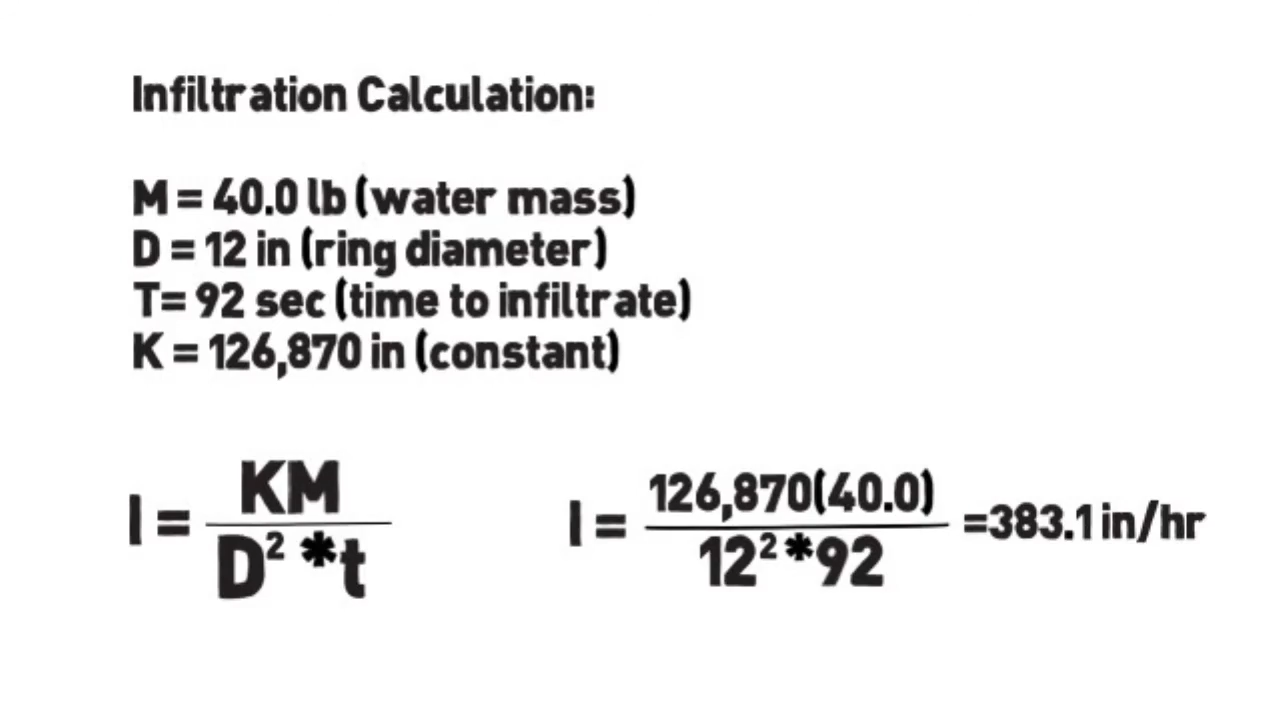 Infiltration Calculation:
M = 40.0 lb (water mass)
D = 12 in (ring diameter)
T= 92 sec (time to infiltrate)
K = 126,870 in (constant)
I = KM / D² *t
I = 126,870(40.0) / 12² *92 =383.1 in/hr